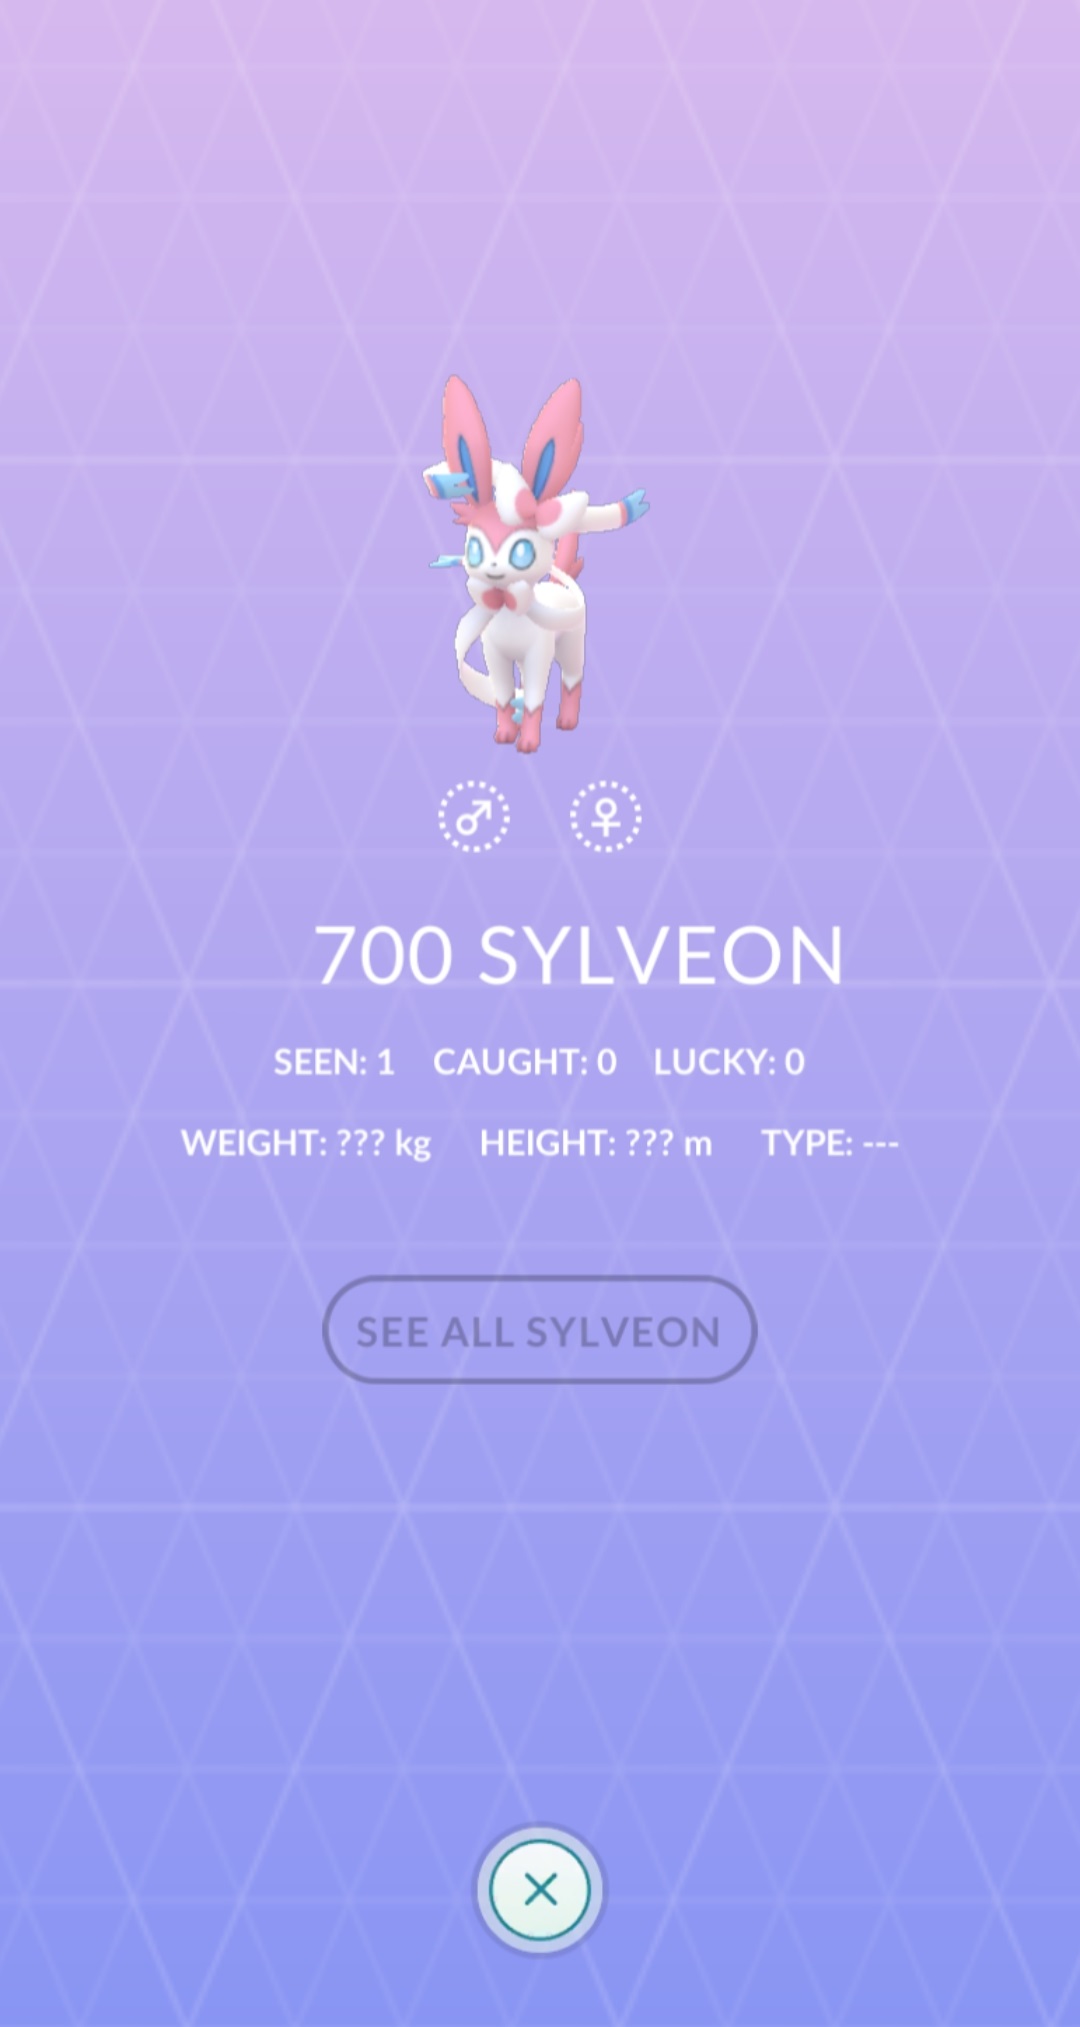 ♂ ♀
700 SYLVEON
SEEN: 1 CAUGHT: 0 LUCKY: 0
WEIGHT: ??? kg HEIGHT: ??? m TYPE: ---
SEE ALL SYLVEON